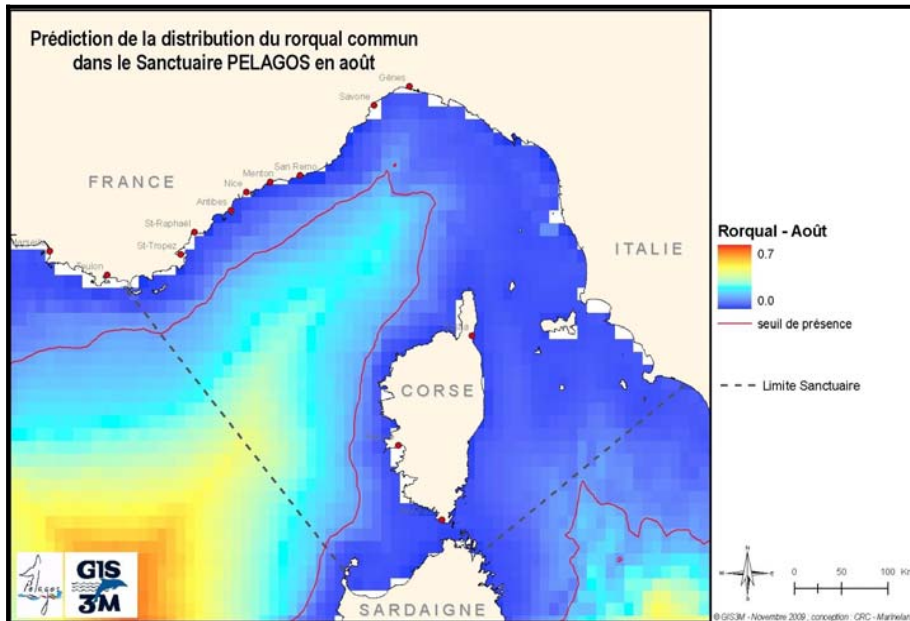 Prédiction de la distribution du rorqual commun
dans le Sanctuaire PELAGOS en août
Gênes
Savone
San Remo
Menton
Nice
Antibes
FRANCE
St-Raphaël
St-Tropez
Toulon
ITALIE
CORSE
SARDAIGNE
Rorqual - Août
0.7
0.0
seuil de présence
Limite Sanctuaire
Pelagos
GIS
3M
0 25 50 100
© GIS3M - Novembre 2009 ; conception : CRC - Marineland